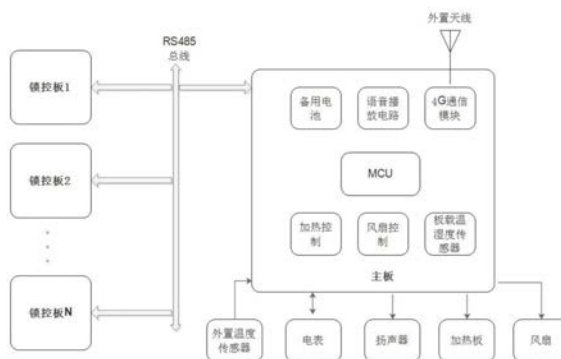 外置天线
RS485
总线
锁控板1
备用电
池
语音播
放电路
4G通信
模块
锁控板2
MCU
加热控
制
风扇控
制
板载温
湿度传
感器
主板
锁控板N
外置温度
传感器
电表
扬声器
加热板
风扇